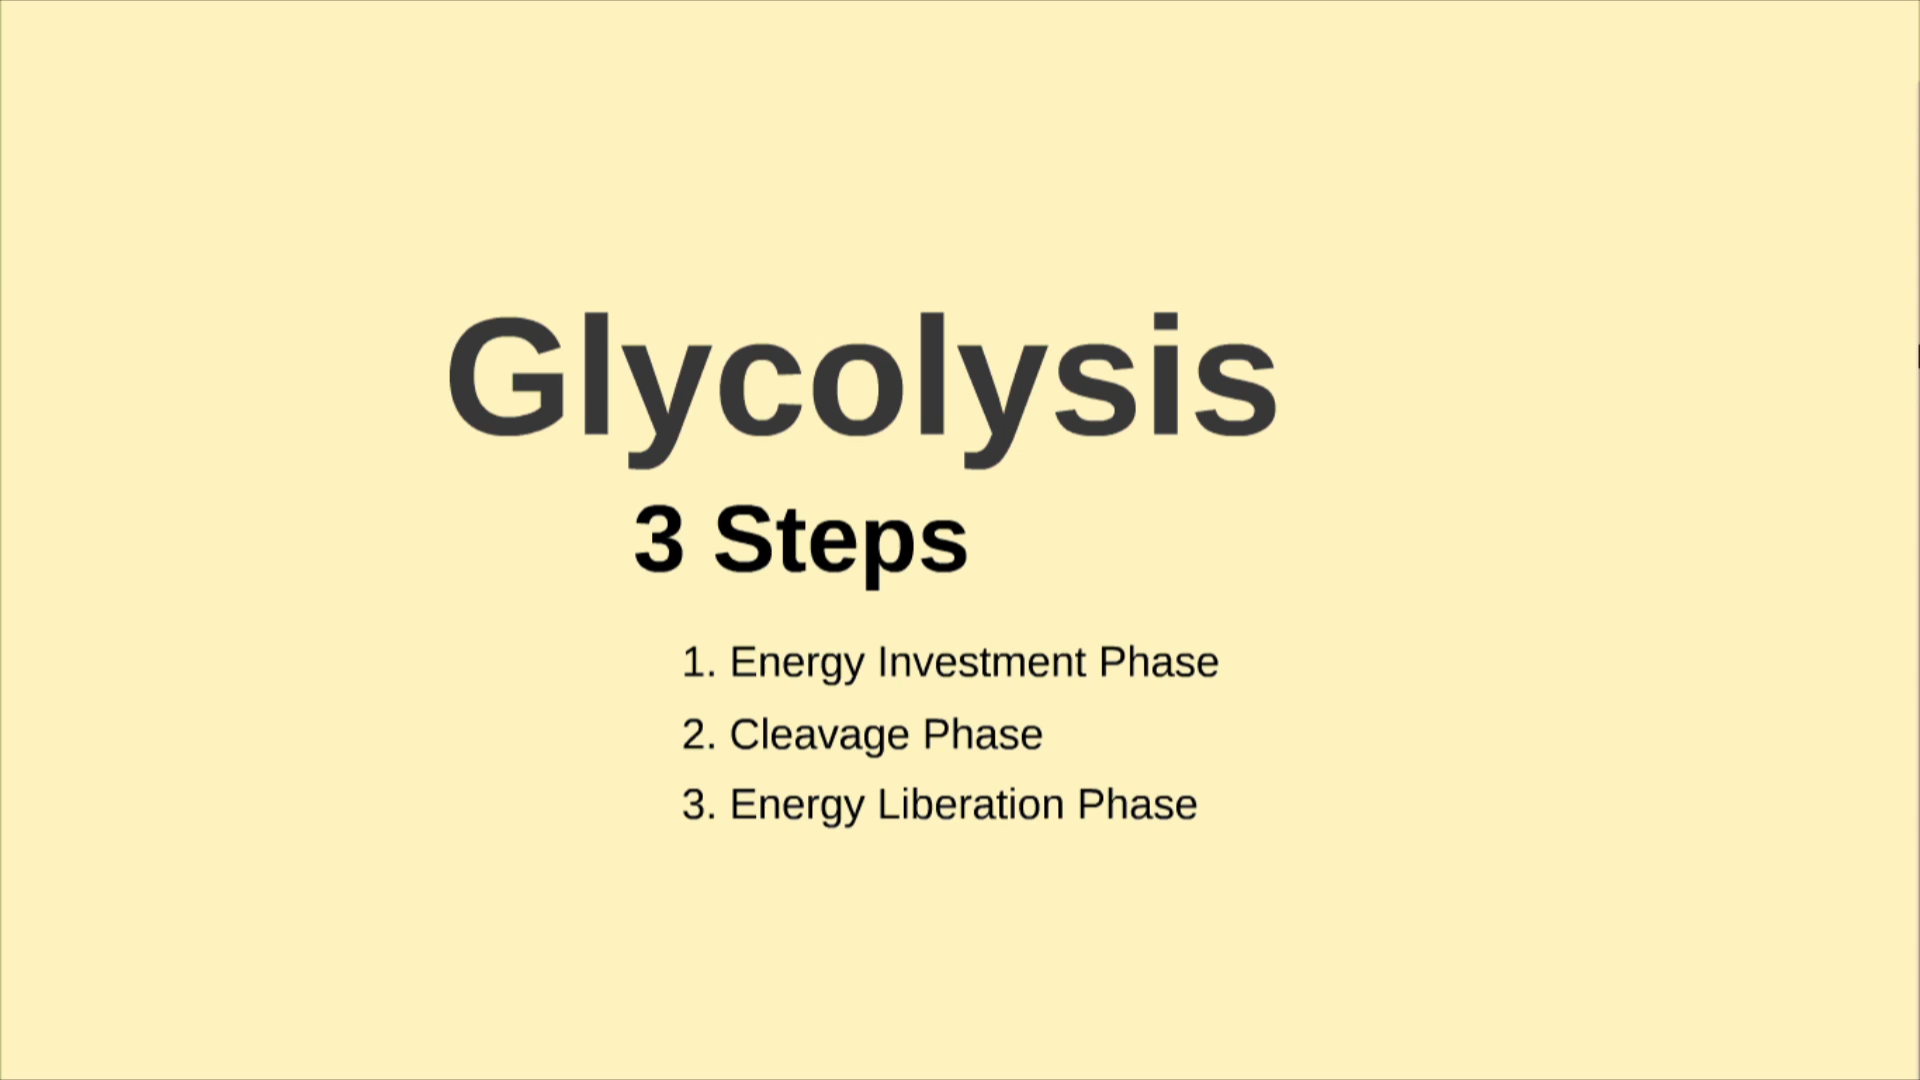 Glycolysis
3 Steps
1. Energy Investment Phase
2. Cleavage Phase
3. Energy Liberation Phase